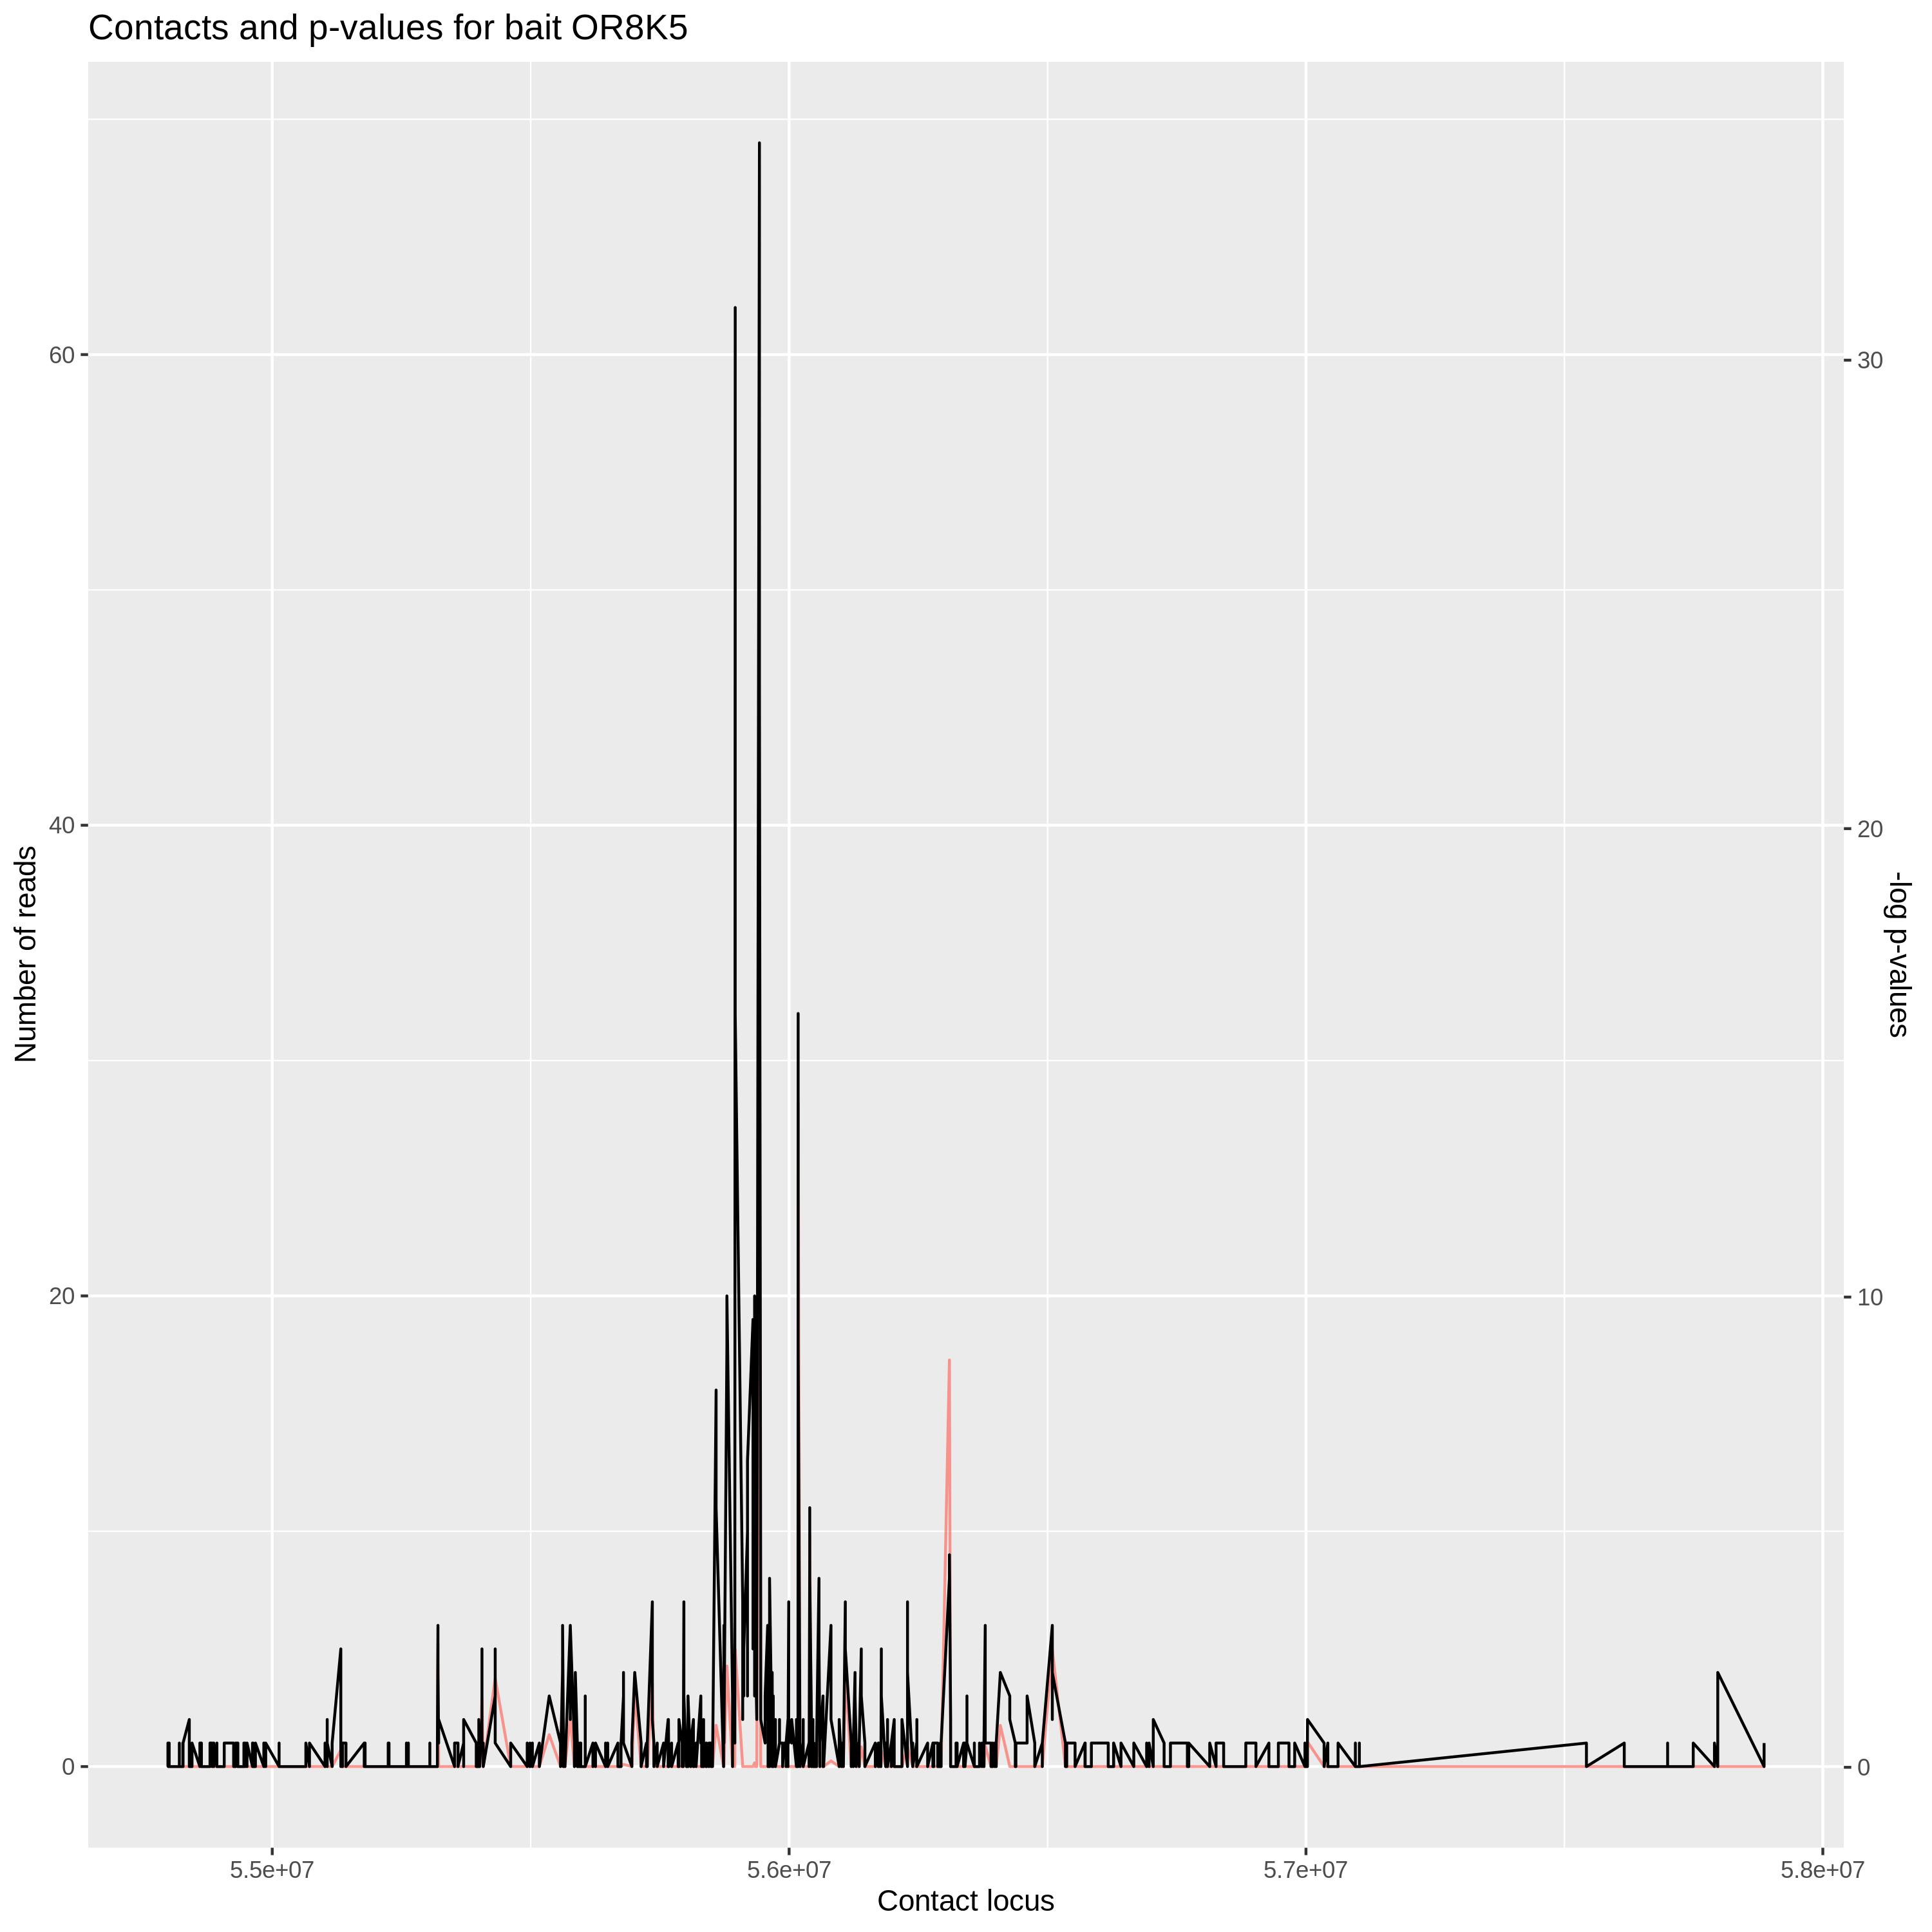 Contacts and p-values for bait OR8K5
60
40
20
0
Number of reads
30
20
10
0
-log p-values
5.5e+07
5.6e+07
5.7e+07
5.8e+07
Contact locus